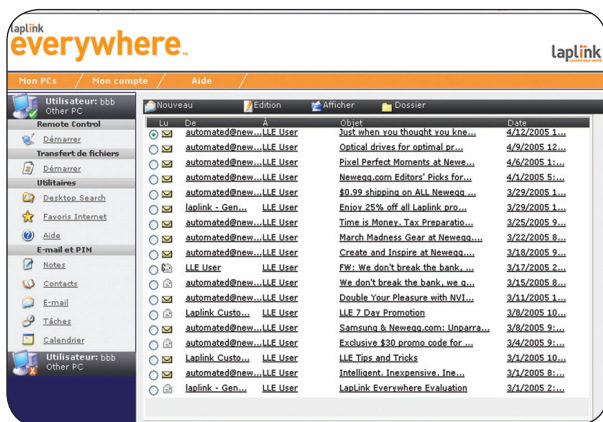 laplink
everywhere™
laplink
Mon PCs / Mon compte / Aide /
Utilisateur: bbb
Other PC
Remote Control
Démarrer
Transfert de fichiers
Démarrer
Utilitaires
Desktop Search
Favoris Internet
Aide
E-mail et PIM
Notes
Contacts
E-mail
Tâches
Calendrier
Utilisateur: bbb
Other PC
Nouveau Edition Afficher Dossier
Lu De À Objet Date
automated@new... LLE User Just when you thought you kne... 4/12/2005 1...
automated@new... LLE User Optical drives for optimal pr... 4/9/2005 12...
automated@new... LLE User Pixel Perfect Moments at Newe... 4/6/2005 1:...
automated@new... LLE User Newegg.com Editors' Picks for... 4/1/2005 5:...
automated@new... LLE User $0.99 shipping on ALL Newegg ... 3/29/2005 1...
laplink - Gen... LLE User Enjoy 25% off all Laplink pro... 3/29/2005 1...
automated@new... LLE User Time is Money. Tax Preparatio... 3/25/2005 9...
automated@new... LLE User March Madness Gear at Newegg.... 3/22/2005 8...
automated@new... LLE User Create and Inspire at Newegg.... 3/18/2005 9...
LLE User LLE User FW: We don't break the bank, ... 3/17/2005 2...
automated@new... LLE User We don't break the bank, we g... 3/15/2005 8...
automated@new... LLE User Double Your Pleasure with NVI... 3/11/2005 1...
Laplink Custo... LLE User LLE 7 Day Promotion 3/8/2005 10...
automated@new... LLE User Samsung & Newegg.com: Unparra... 3/8/2005 9:...
automated@new... LLE User Exclusive $30 promo code for ... 3/4/2005 9:...
Laplink Custo... LLE User LLE Tips and Tricks 3/1/2005 10...
automated@new... LLE User Intelligent. Inexpensive. Ine... 3/1/2005 8:...
laplink - Gen... LLE User LapLink Everywhere Evaluation 3/1/2005 2:...